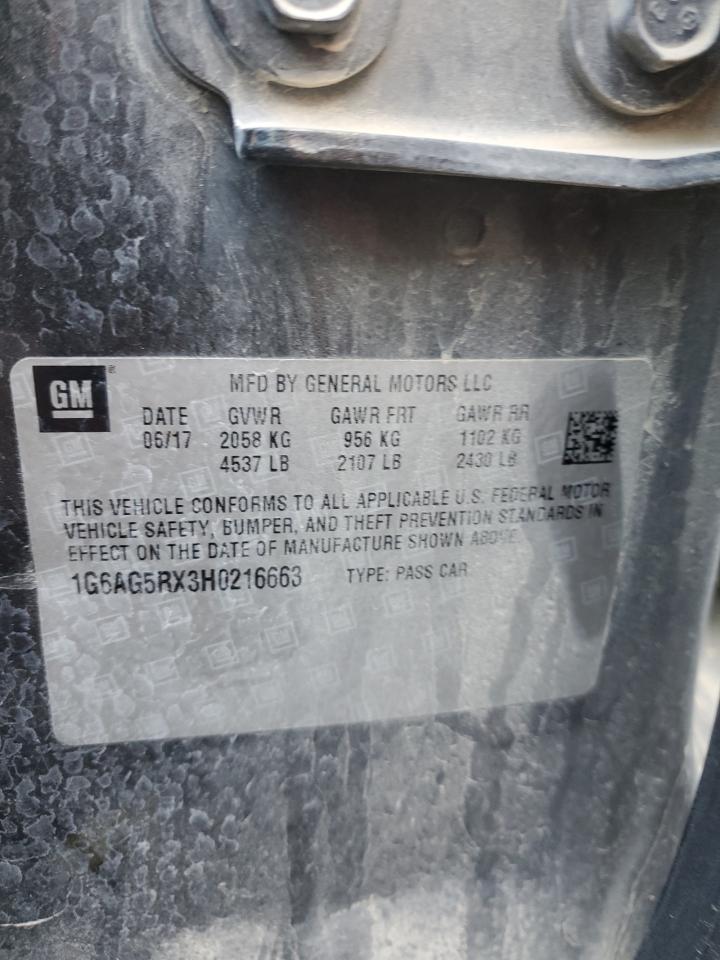 GM
MFD BY GENERAL MOTORS LLC
DATE GVWR GAWR FRT GAWR RR
06/17 2058 KG 956 KG 1102 KG
4537 LB 2107 LB 2430 LB
THIS VEHICLE CONFORMS TO ALL APPLICABLE U.S. FEDERAL MOTOR
VEHICLE SAFETY, BUMPER, AND THEFT PREVENTION STANDARDS IN
EFFECT ON THE DATE OF MANUFACTURE SHOWN ABOVE.
1G6AG5RX3H0216663 TYPE: PASS CAR